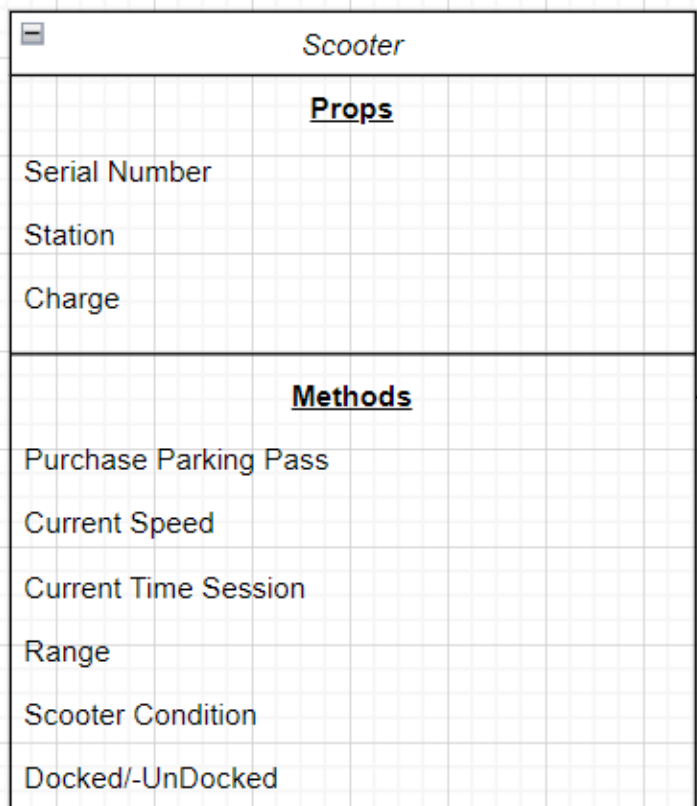 Scooter
Props
Serial Number
Station
Charge
Methods
Purchase Parking Pass
Current Speed
Current Time Session
Range
Scooter Condition
Docked/-UnDocked